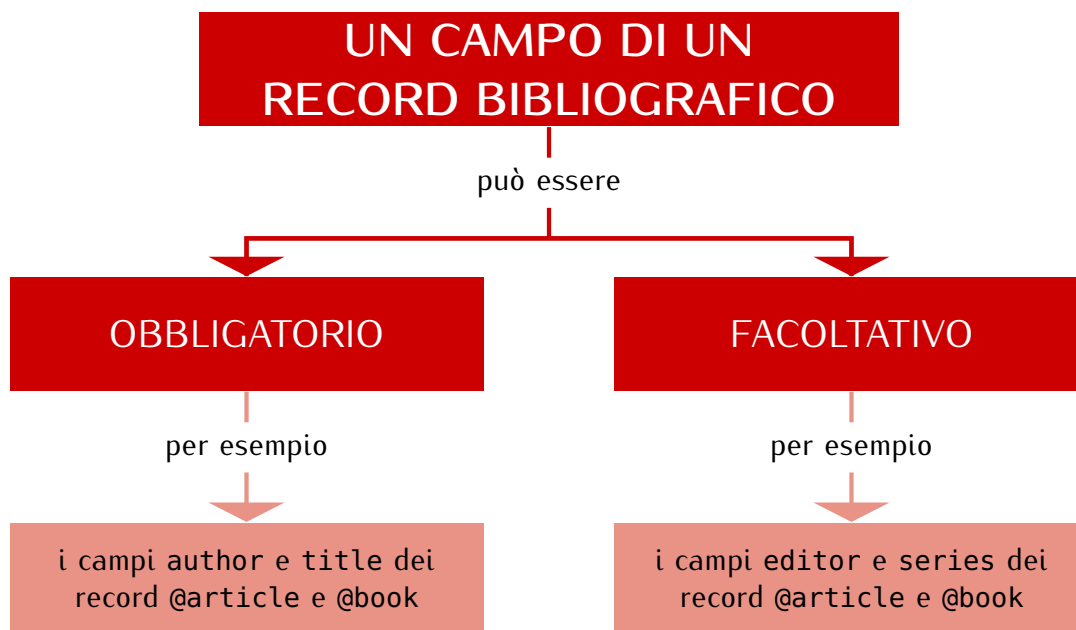 UN CAMPO DI UN
RECORD BIBLIOGRAFICO
può essere
OBBLIGATORIO
FACOLTATIVO
per esempio
per esempio
i campi author e title dei
record @article e @book
i campi editor e series dei
record @article e @book